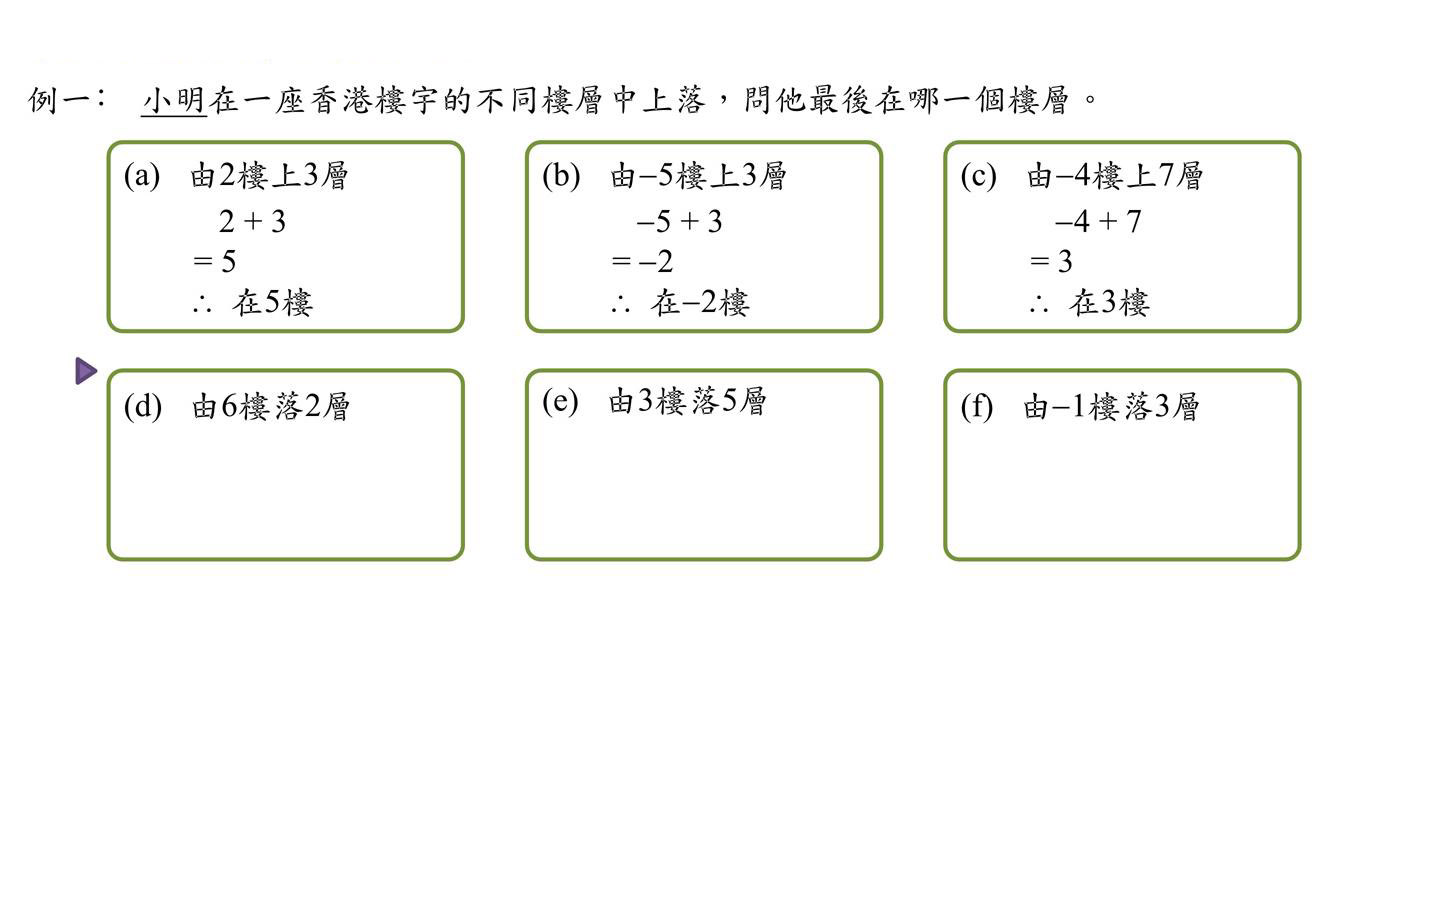 例一： 小明在一座香港樓宇的不同樓層中上落，問他最後在哪一個樓層。
(a) 由2樓上3層
2 + 3
= 5
∴ 在5樓
(b) 由–5樓上3層
–5 + 3
= –2
∴ 在–2樓
(c) 由–4樓上7層
–4 + 7
= 3
∴ 在3樓
(d) 由6樓落2層
(e) 由3樓落5層
(f) 由–1樓落3層